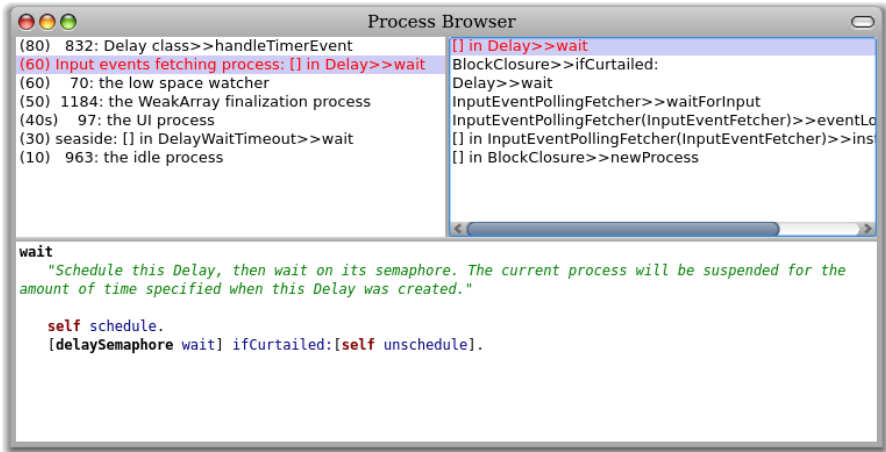 Process Browser
(80) 832: Delay class>>handleTimerEvent
(60) Input events fetching process: [] in Delay>>wait
(60) 70: the low space watcher
(50) 1184: the WeakArray finalization process
(40s) 97: the UI process
(30) seaside: [] in DelayWaitTimeout>>wait
(10) 963: the idle process
[] in Delay>>wait
BlockClosure>>ifCurtailed:
Delay>>wait
InputEventPollingFetcher>>waitForInput
InputEventPollingFetcher(InputEventFetcher)>>eventLo
[] in InputEventPollingFetcher(InputEventFetcher)>>inst
[] in BlockClosure>>newProcess
wait
"Schedule this Delay, then wait on its semaphore. The current process will be suspended for the
amount of time specified when this Delay was created."
self schedule.
[delaySemaphore wait] ifCurtailed:[self unschedule].